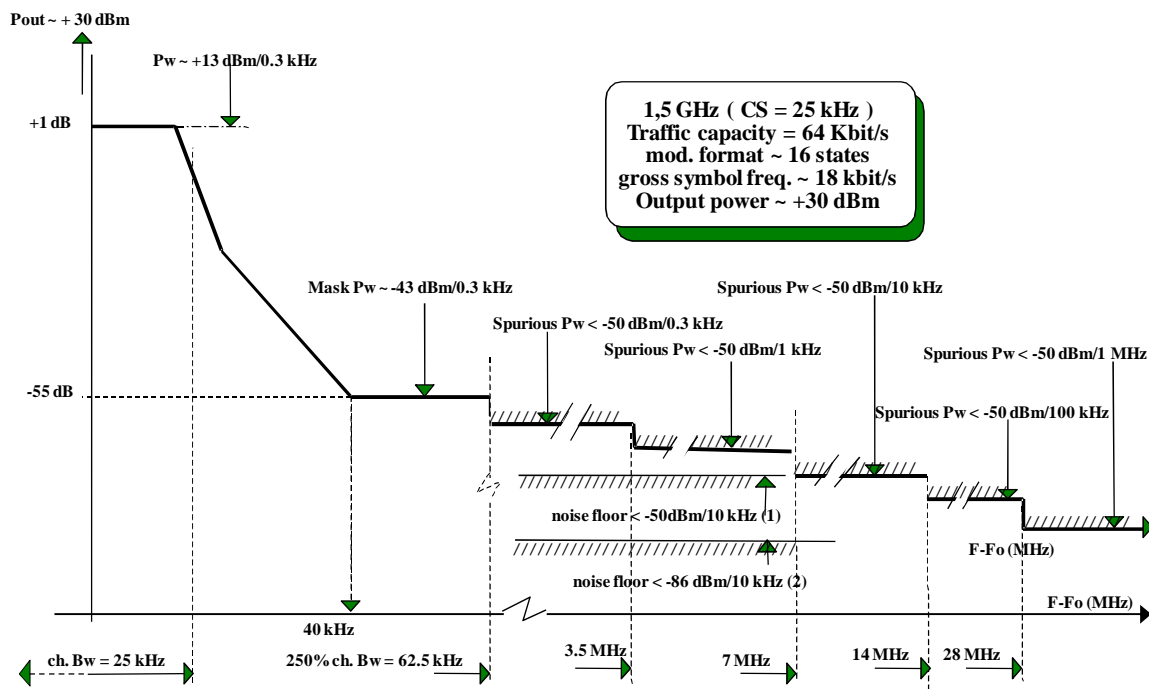 Pout ~ + 30 dBm
Pw ~ +13 dBm/0.3 kHz
+1 dB
1,5 GHz ( CS = 25 kHz )
Traffic capacity = 64 Kbit/s
mod. format ~ 16 states
gross symbol freq. ~ 18 kbit/s
Output power ~ +30 dBm
Mask Pw ~ -43 dBm/0.3 kHz
Spurious Pw < -50 dBm/10 kHz
Spurious Pw < -50 dBm/0.3 kHz
Spurious Pw < -50 dBm/1 kHz
Spurious Pw < -50 dBm/1 MHz
-55 dB
Spurious Pw < -50 dBm/100 kHz
noise floor < -50dBm/10 kHz (1)
F-Fo (MHz)
noise floor < -86 dBm/10 kHz (2)
F-Fo (MHz)
40 kHz
ch. Bw = 25 kHz
250% ch. Bw = 62.5 kHz
3.5 MHz
7 MHz
14 MHz
28 MHz